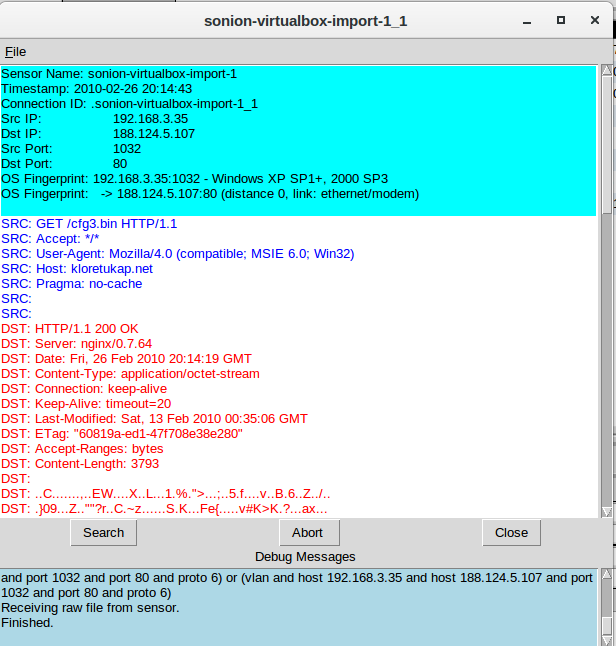 sonion-virtualbox-import-1_1
File
Sensor Name: sonion-virtualbox-import-1
Timestamp: 2010-02-26 20:14:43
Connection ID: .sonion-virtualbox-import-1_1
Src IP: 192.168.3.35
Dst IP: 188.124.5.107
Src Port: 1032
Dst Port: 80
OS Fingerprint: 192.168.3.35:1032 - Windows XP SP1+, 2000 SP3
OS Fingerprint: -> 188.124.5.107:80 (distance 0, link: ethernet/modem)
SRC: GET /cfg3.bin HTTP/1.1
SRC: Accept: */*
SRC: User-Agent: Mozilla/4.0 (compatible; MSIE 6.0; Win32)
SRC: Host: kloretukap.net
SRC: Pragma: no-cache
SRC:
SRC:
DST: HTTP/1.1 200 OK
DST: Server: nginx/0.7.64
DST: Date: Fri, 26 Feb 2010 20:14:19 GMT
DST: Content-Type: application/octet-stream
DST: Connection: keep-alive
DST: Keep-Alive: timeout=20
DST: Last-Modified: Sat, 13 Feb 2010 00:35:06 GMT
DST: ETag: "60819a-ed1-47f708e38e280"
DST: Accept-Ranges: bytes
DST: Content-Length: 3793
DST:
DST: ..C.......,..EW....X..L...1.%.">...;..5.f....v..B.6..Z../..
DST: .}09...Z..""?r..C.~z......S.K...Fe{.....v#K>K.?...ax...
Search Abort Close
Debug Messages
and port 1032 and port 80 and proto 6) or (vlan and host 192.168.3.35 and host 188.124.5.107 and port
1032 and port 80 and proto 6)
Receiving raw file from sensor.
Finished.